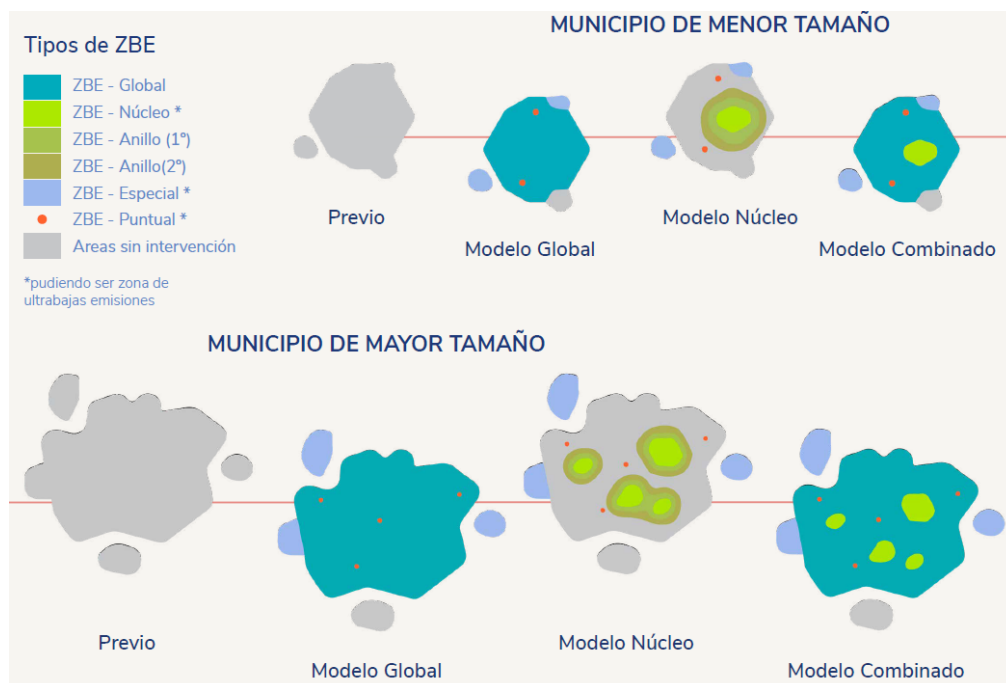 MUNICIPIO DE MENOR TAMAÑO
Tipos de ZBE
ZBE - Global
ZBE - Núcleo *
ZBE - Anillo (1º)
ZBE - Anillo(2º)
ZBE - Especial *
ZBE - Puntual *
Areas sin intervención
*pudiendo ser zona de
ultrabajas emisiones
Previo
Modelo Global
Modelo Núcleo
Modelo Combinado
MUNICIPIO DE MAYOR TAMAÑO
Previo
Modelo Global
Modelo Núcleo
Modelo Combinado